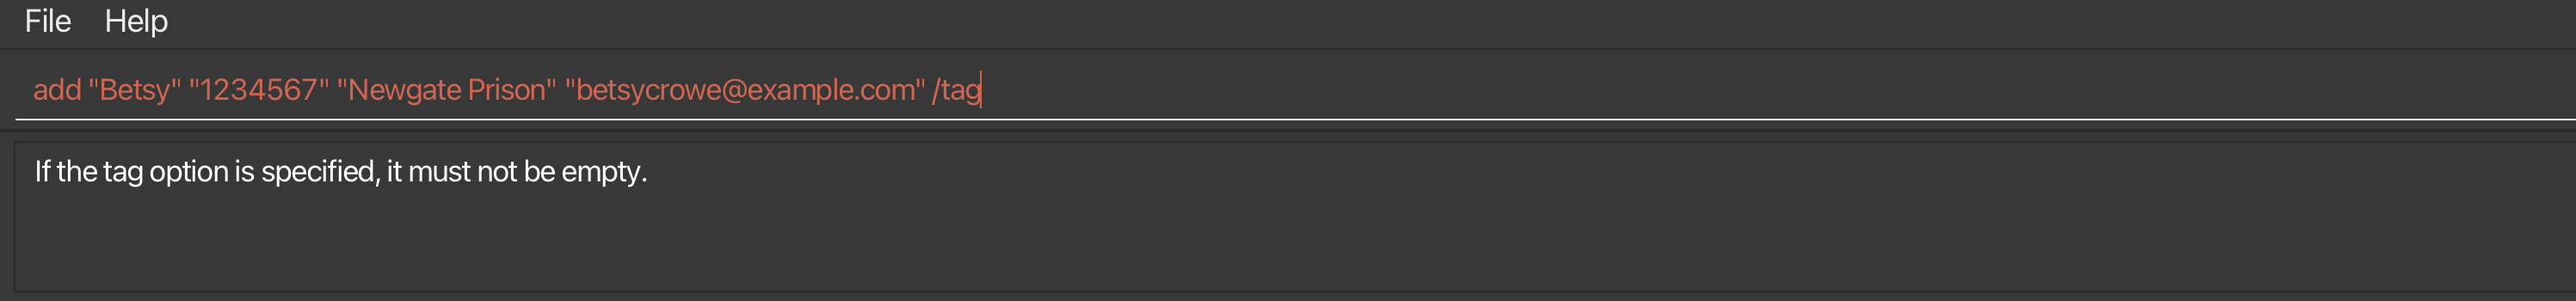 File Help
add "Betsy" "1234567" "Newgate Prison" "betsycrowe@example.com" /tag
If the tag option is specified, it must not be empty.